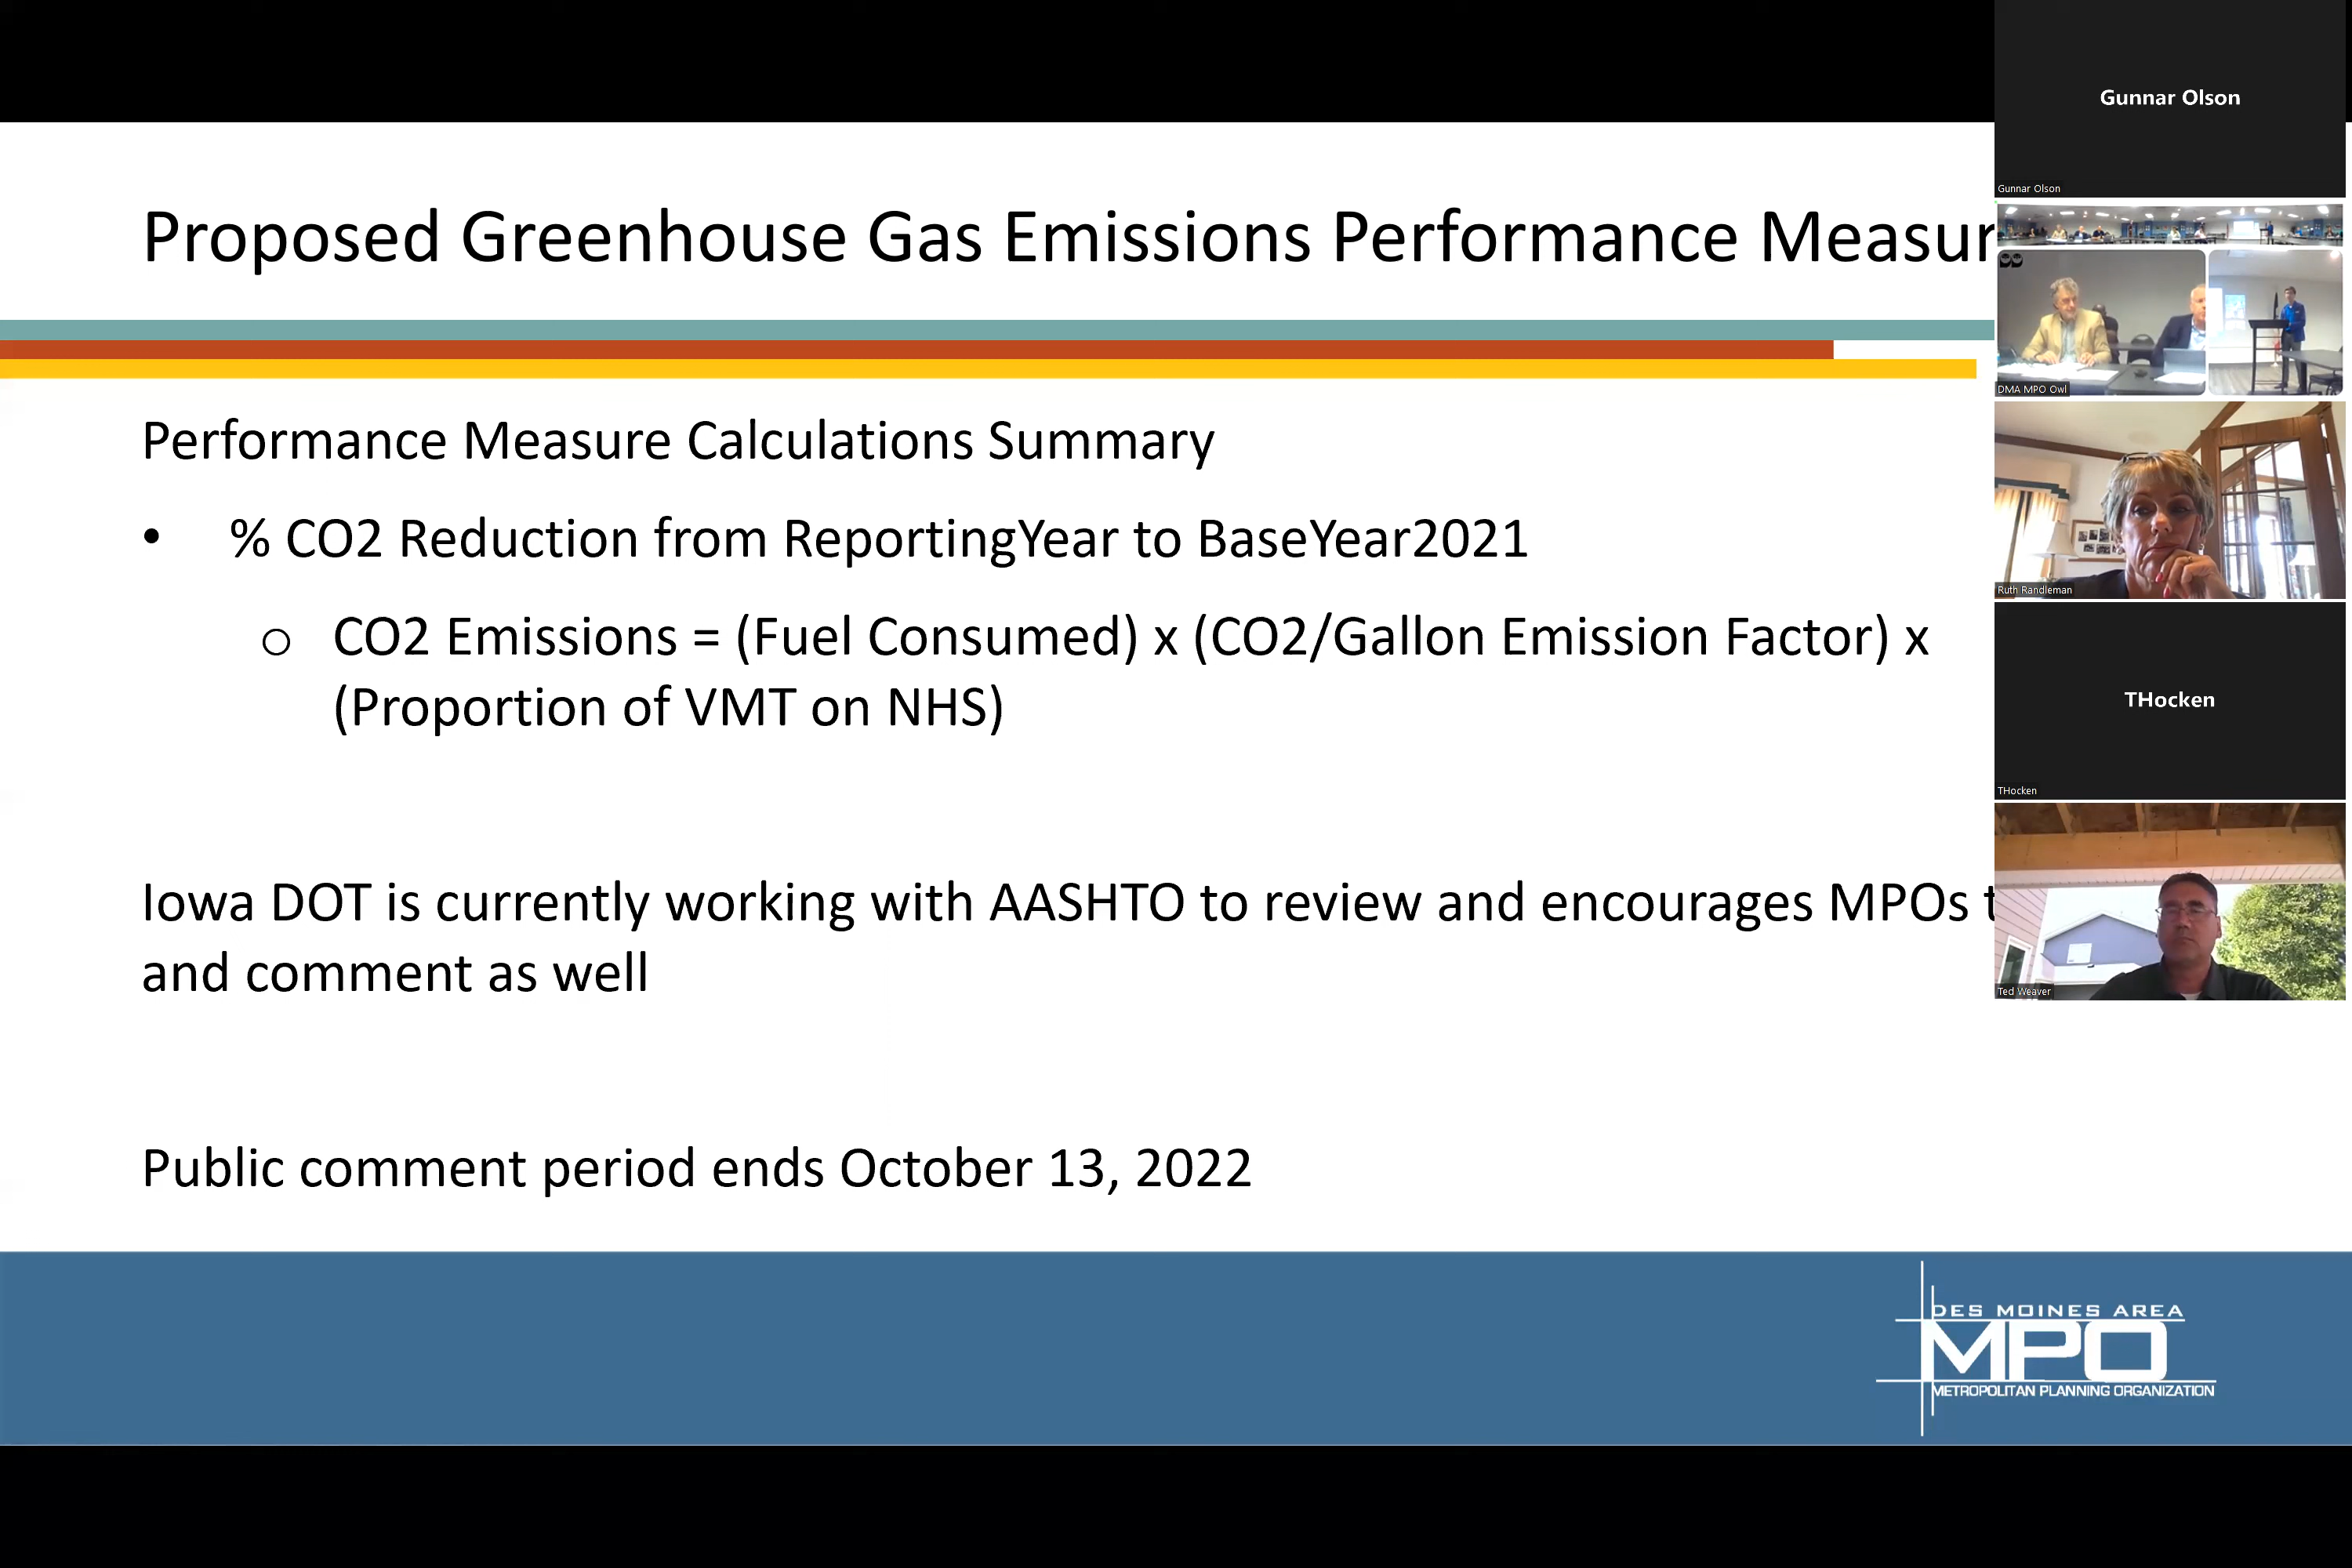 Proposed Greenhouse Gas Emissions Performance Measur
Performance Measure Calculations Summary
• % CO2 Reduction from ReportingYear to BaseYear2021
o CO2 Emissions = (Fuel Consumed) x (CO2/Gallon Emission Factor) x
(Proportion of VMT on NHS)
Iowa DOT is currently working with AASHTO to review and encourages MPOs t
and comment as well
Public comment period ends October 13, 2022
DES MOINES AREA
MPO
METROPOLITAN PLANNING ORGANIZATION
Gunnar Olson
Gunnar Olson
DMA MPO Owl
Ruth Randleman
THocken
THocken
Ted Weaver